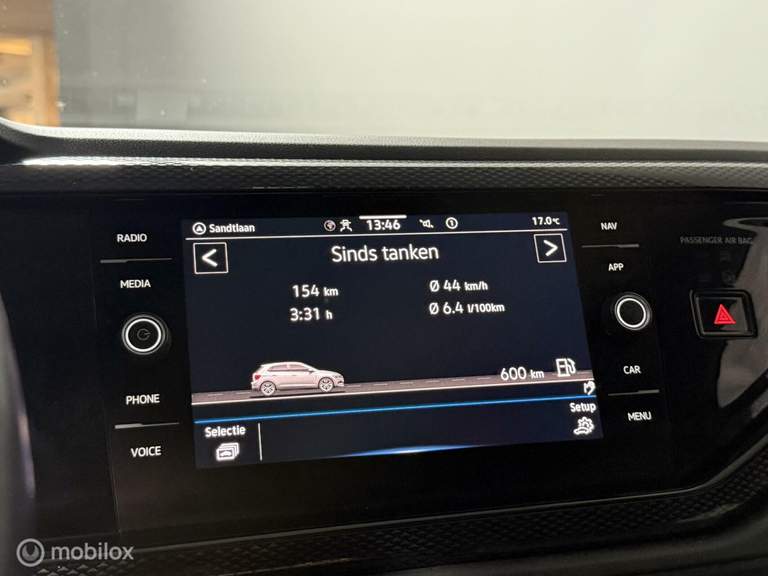 RADIO
MEDIA
PHONE
VOICE
Sandtlaan 13:46 1 17.0°C
Sinds tanken
154 km Ø 44 km/h
3:31 h Ø 6.4 l/100km
600 km
Selectie
Setup
NAV
APP
CAR
MENU
PASSENGER AIR BAG
mobilox